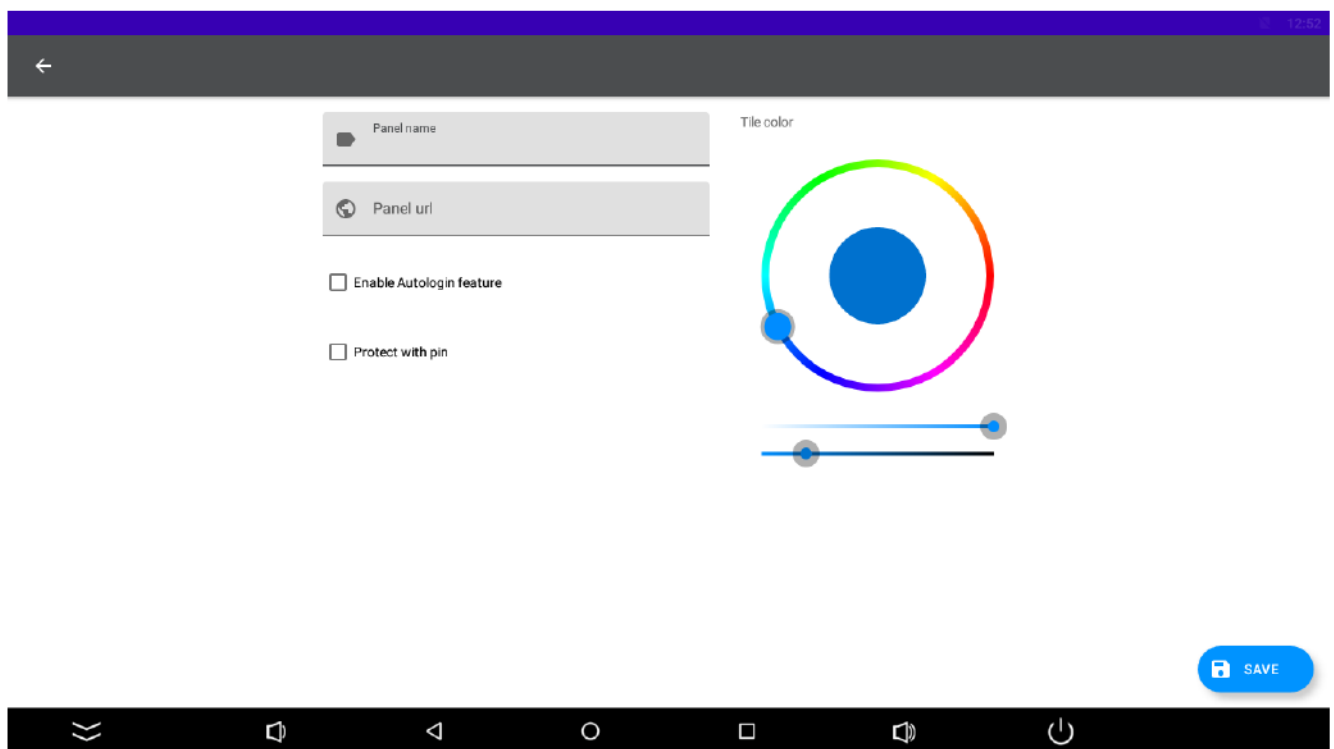 12:52
Panel name
Tile color
Panel url
Enable Autologin feature
Protect with pin
SAVE